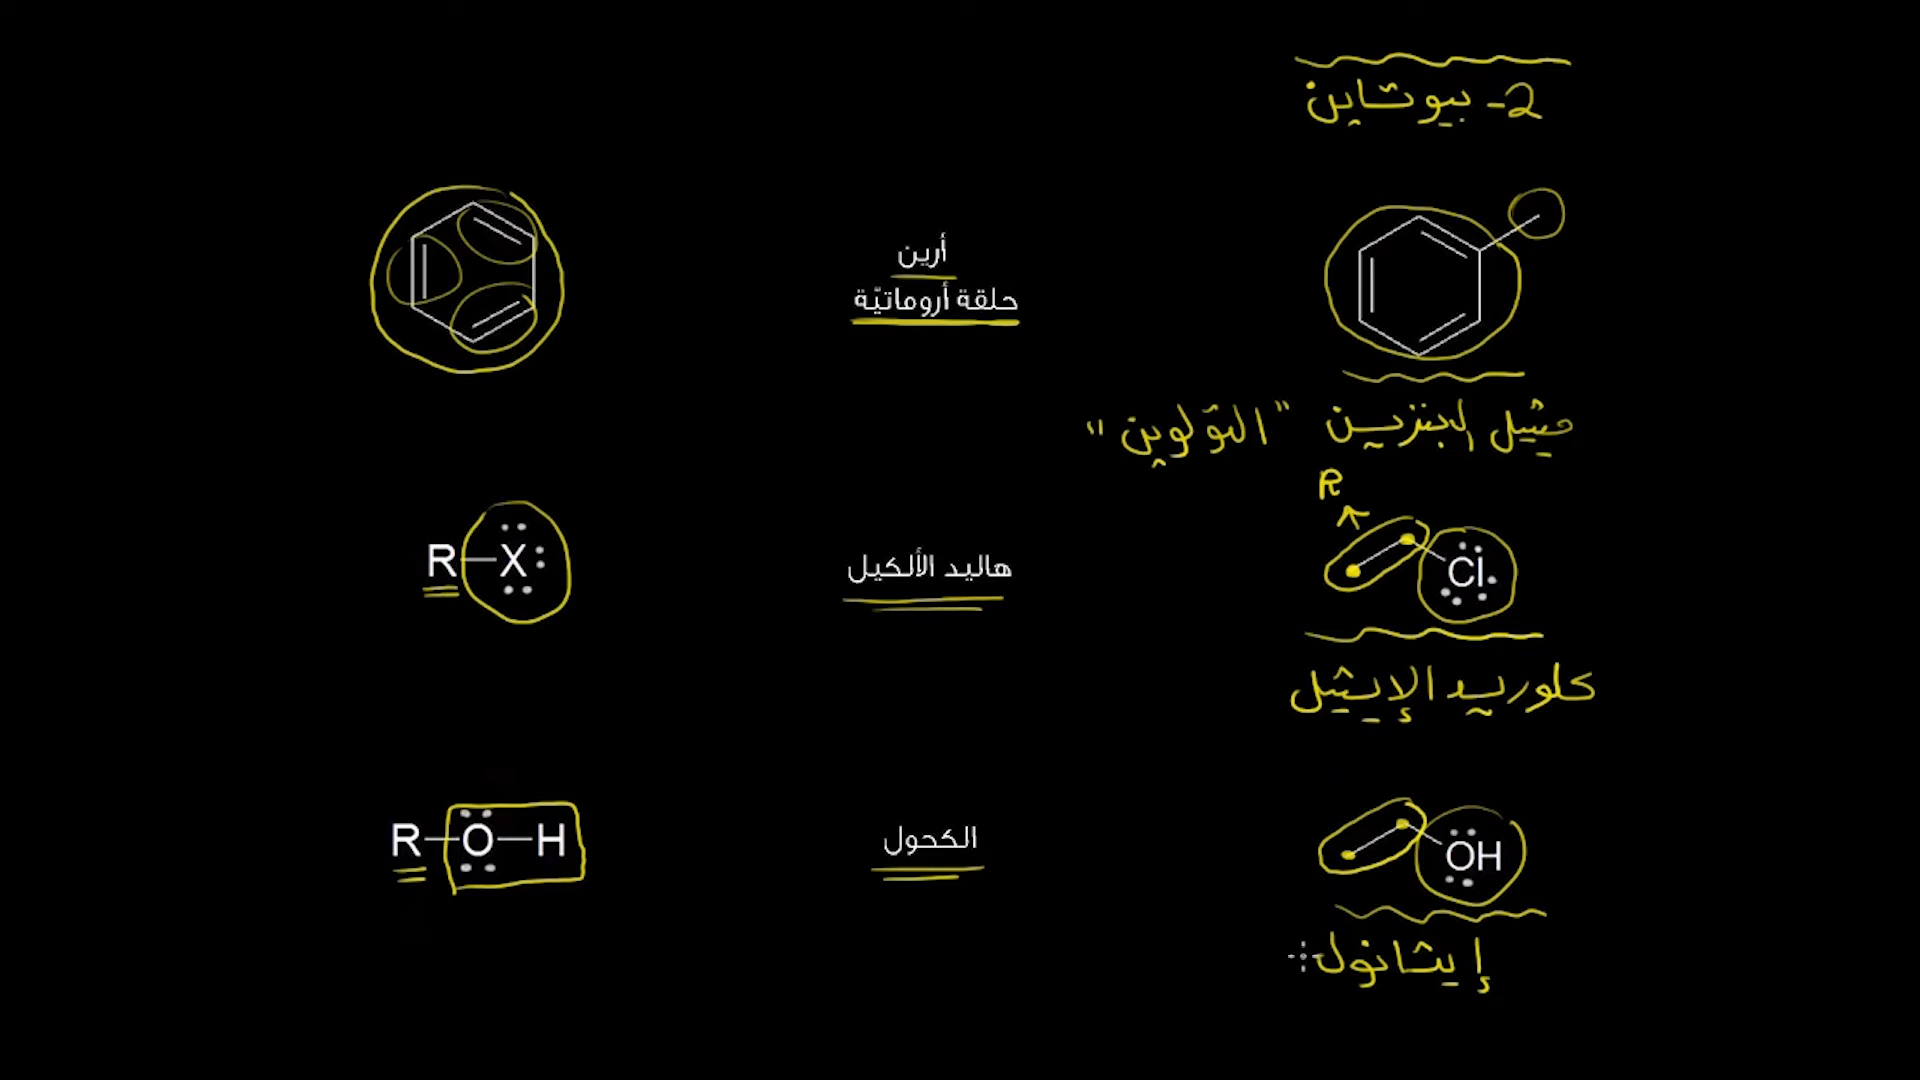 2- بيوتاين
أرين
حلقة أروماتيّة
ميثيل البنزين "التولوين"
R
R-X
هاليد الألكيل
Cl
كلوريد الإيثيل
R-O-H
الكحول
OH
إيثانول